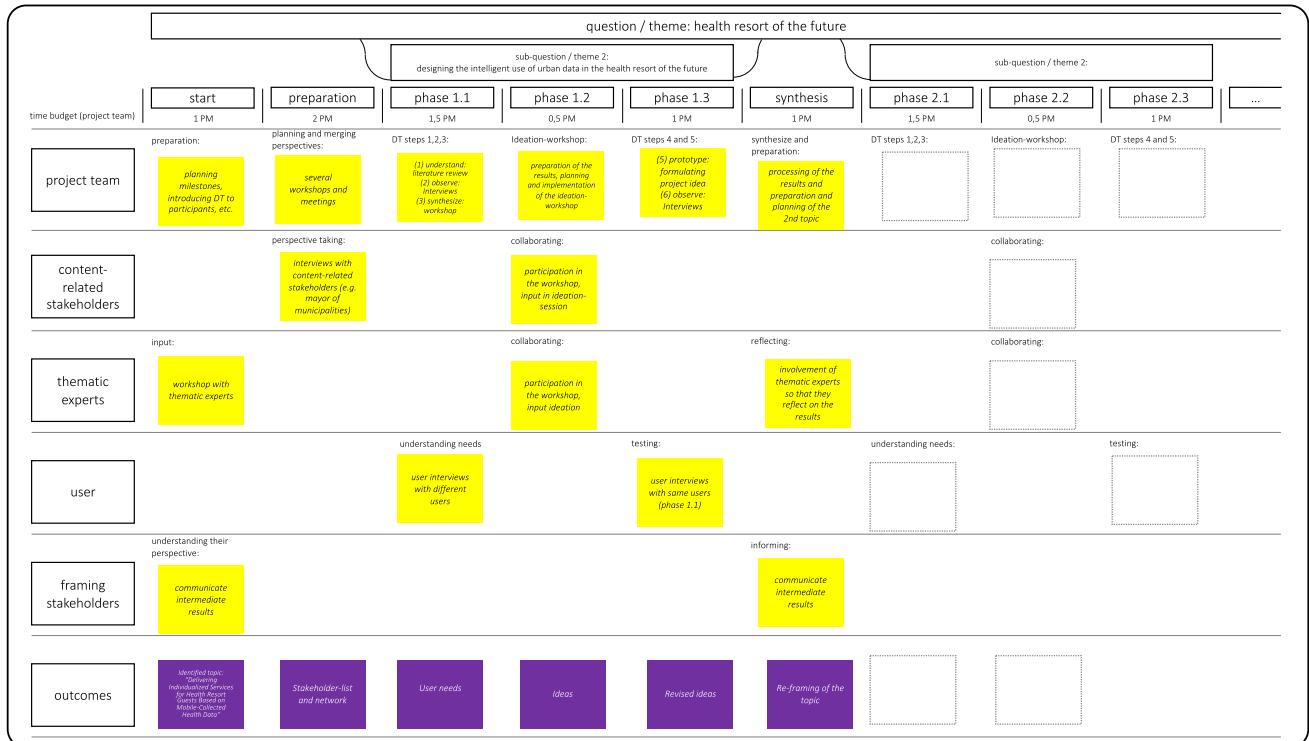 question / theme: health resort of the future
sub-question / theme 2:
designing the intelligent use of urban data in the health resort of the future
sub-question / theme 2:
start
preparation
phase 1.1
phase 1.2
phase 1.3
synthesis
phase 2.1
phase 2.2
phase 2.3
...
time budget (project team)
1 PM
2 PM
1,5 PM
0,5 PM
1 PM
1 PM
1,5 PM
0,5 PM
1 PM
project team
preparation:
planning
milestones,
introducing DT to
participants, etc.
planning and merging
perspectives:
several
workshops and
meetings
DT steps 1,2,3:
(1) understand:
literature review
(2) observe:
Interviews
(3) synthesize:
workshop
Ideation-workshop:
preparation of the
results, planning
and implementation
of the ideation-
workshop
DT steps 4 and 5:
(5) prototype:
formulating
project idea
(6) observe:
Interviews
synthesize and
preparation:
processing of the
results and
preparation and
planning of the
2nd topic
DT steps 1,2,3:
Ideation-workshop:
DT steps 4 and 5:
content-
related
stakeholders
perspective taking:
interviews with
content-related
stakeholders (e.g.
mayor of
municipalities)
collaborating:
participation in
the workshop,
input in ideation-
session
collaborating:
thematic
experts
input:
workshop with
thematic experts
collaborating:
participation in
the workshop,
input ideation
reflecting:
involvement of
thematic experts
so that they
reflect on the
results
collaborating:
user
understanding needs
user interviews
with different
users
testing:
user interviews
with same users
(phase 1.1)
understanding needs:
testing:
framing
stakeholders
understanding their
perspective:
communicate
intermediate
results
informing:
communicate
intermediate
results
outcomes
Identified topic:
"Delivering
Individualized Services
for Health Resort
Guests Based on
Mobile-Collected
Health Data"
Stakeholder-list
and network
User needs
Ideas
Revised ideas
Re-framing of the
topic